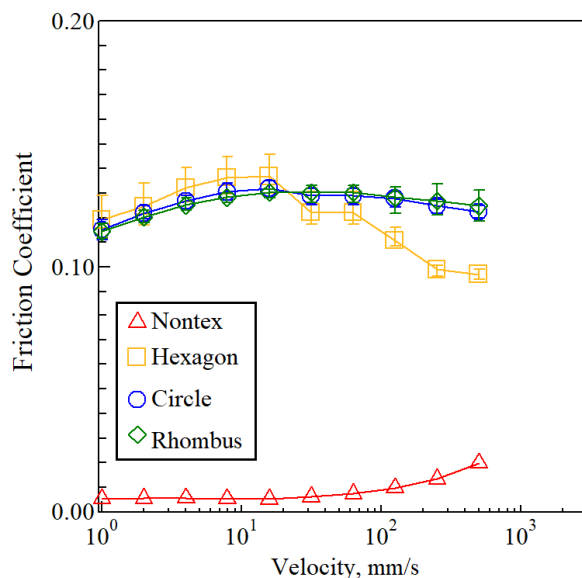 0.20
0.10
0.00
Friction Coefficient
Nontex
Hexagon
Circle
Rhombus
10⁰ 10¹ 10² 10³
Velocity, mm/s